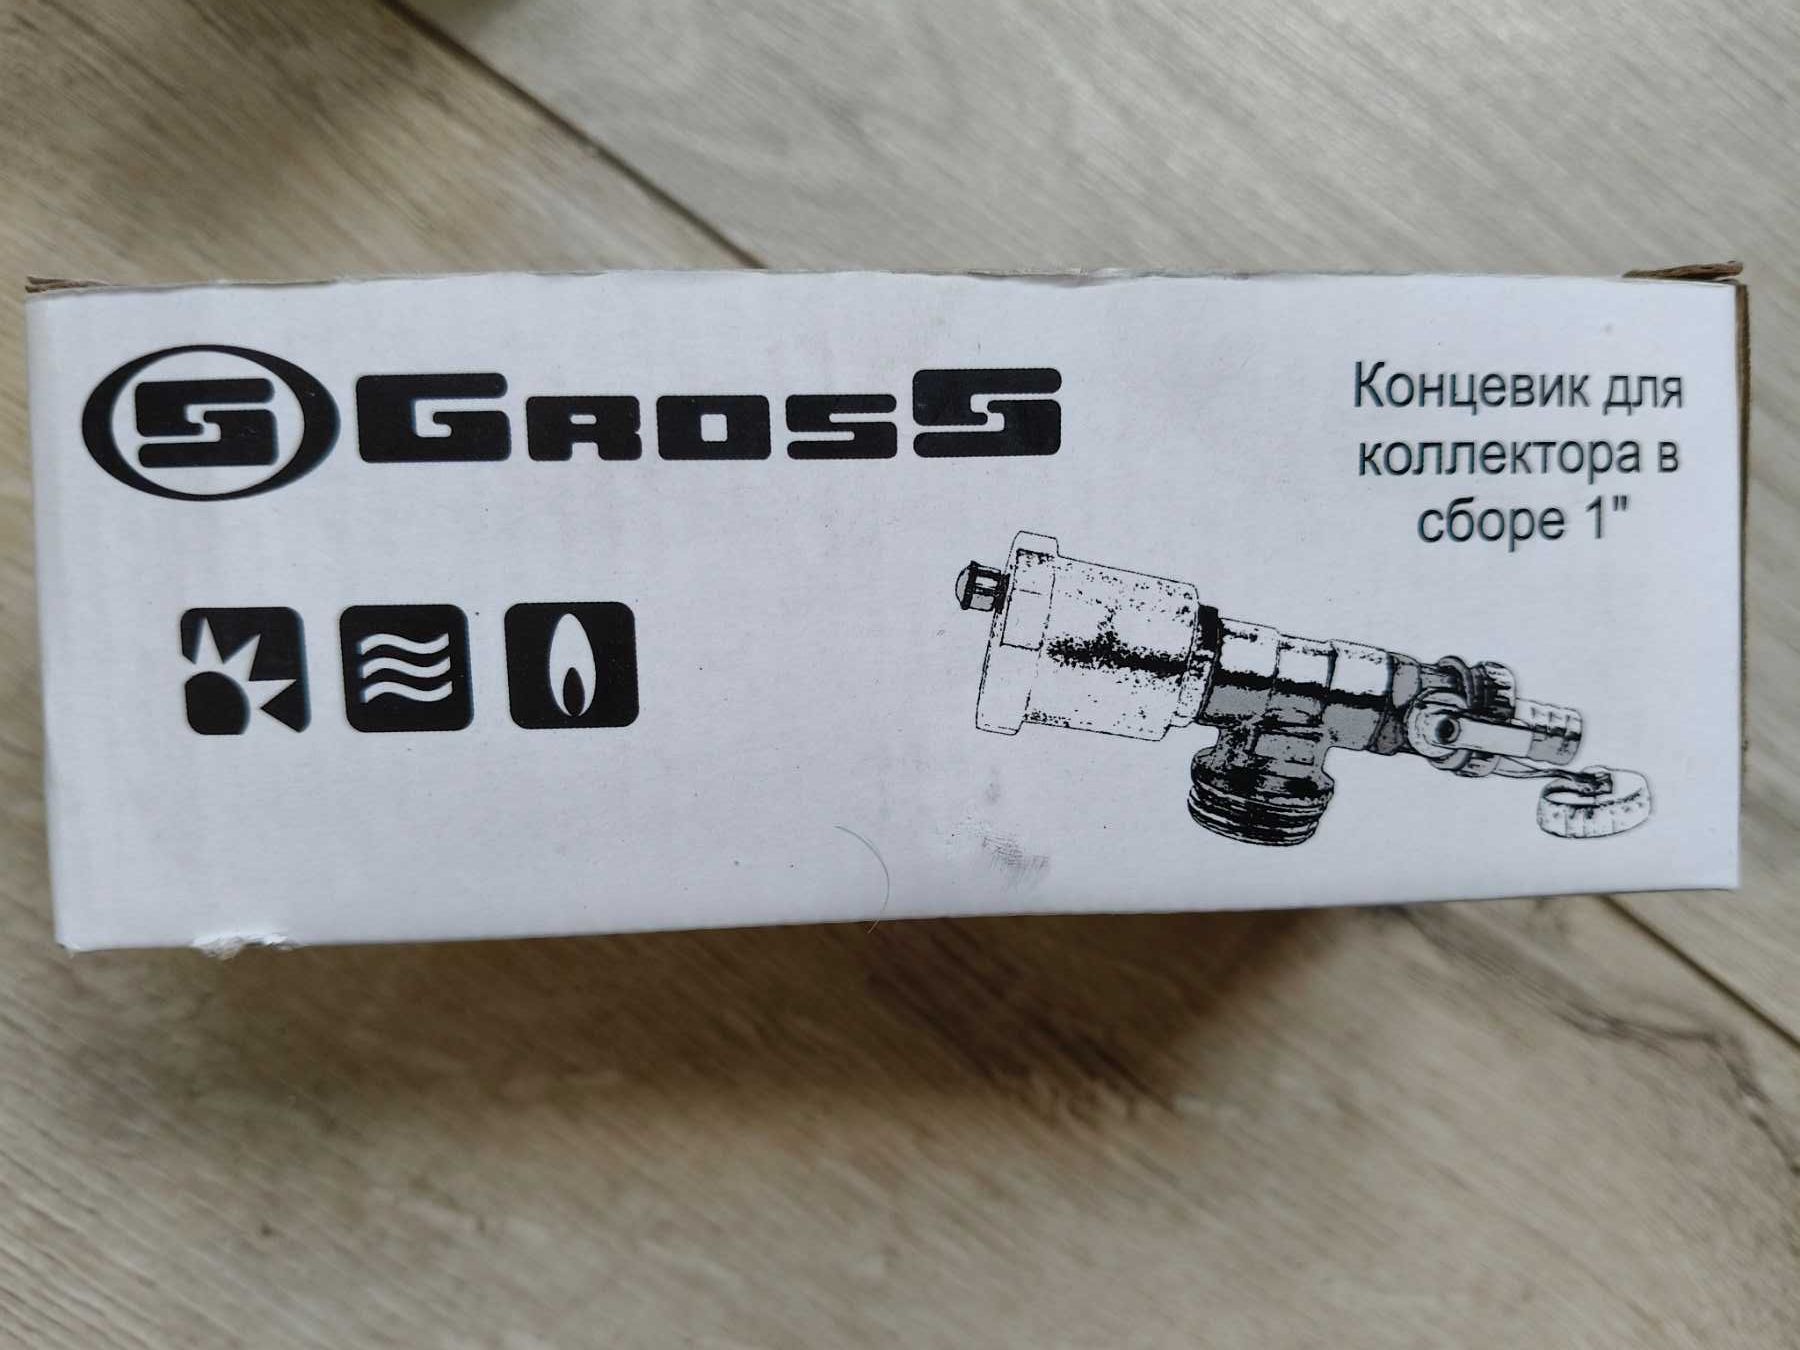 GROSS
Концевик для
коллектора в
сборе 1"